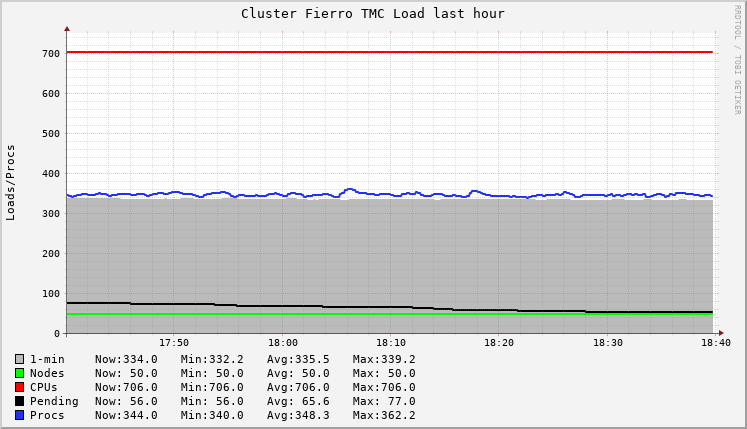 Cluster Fierro TMC Load last hour
RRDTOOL / TOBI OETIKER
Loads/Procs
700
600
500
400
300
200
100
0
17:50 18:00 18:10 18:20 18:30 18:40
1-min Now:334.0 Min:332.2 Avg:335.5 Max:339.2
Nodes Now: 50.0 Min: 50.0 Avg: 50.0 Max: 50.0
CPUs Now:706.0 Min:706.0 Avg:706.0 Max:706.0
Pending Now: 56.0 Min: 56.0 Avg: 65.6 Max: 77.0
Procs Now:344.0 Min:340.0 Avg:348.3 Max:362.2